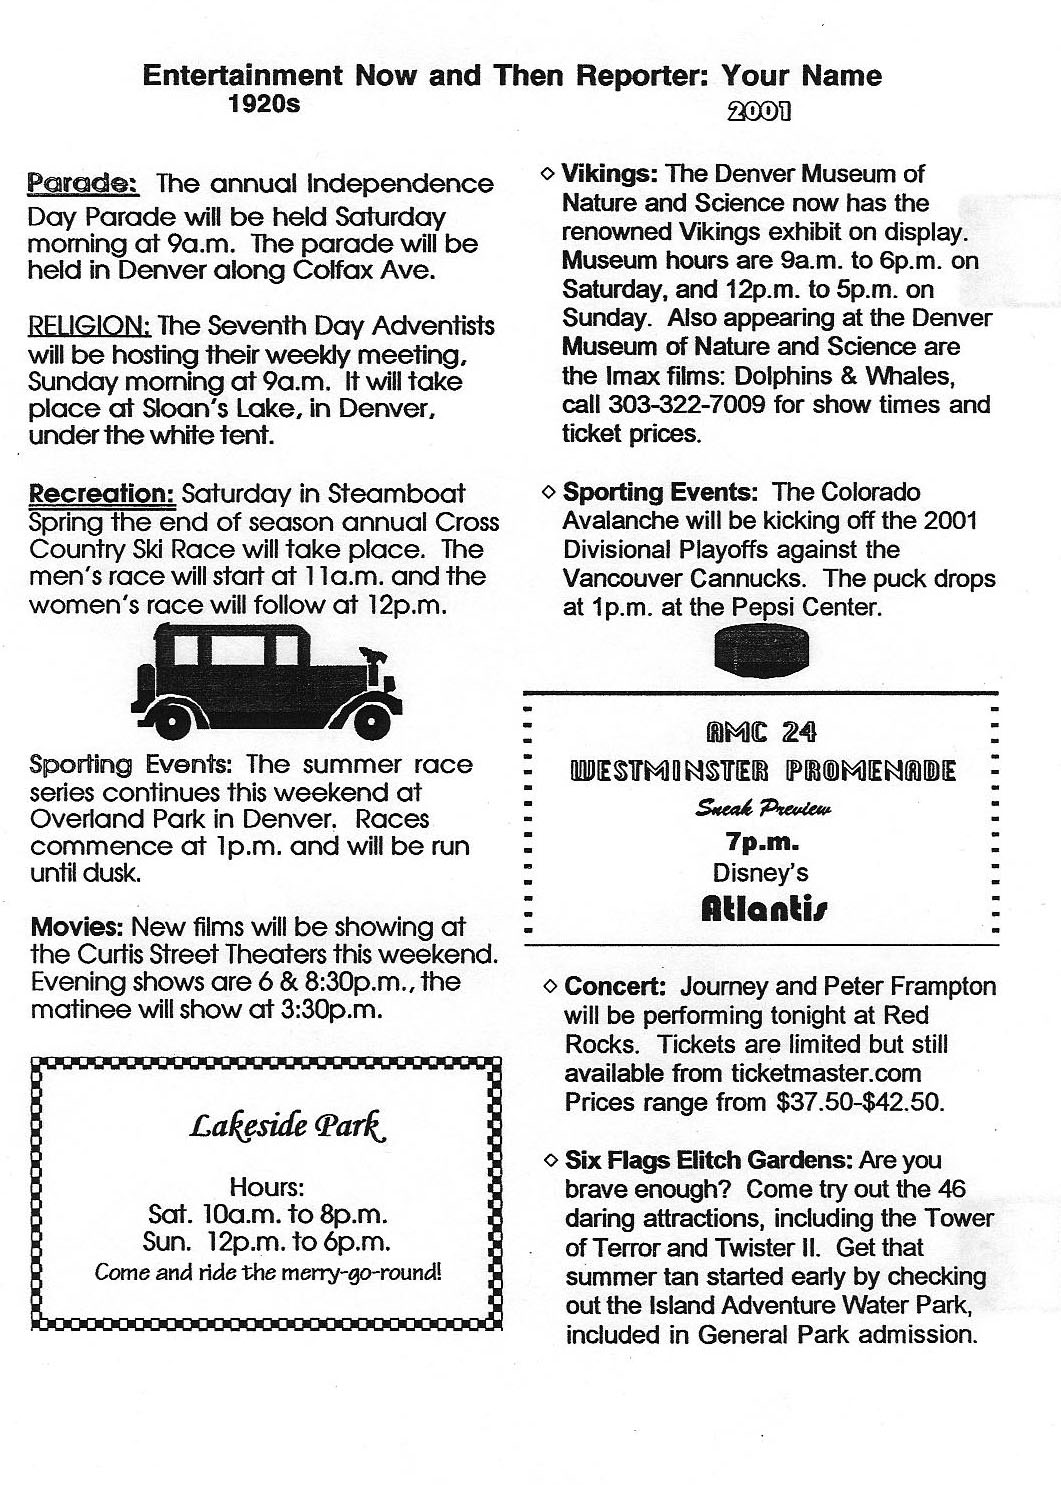 Entertainment Now and Then Reporter: Your Name
1920s
2001
Parade: The annual Independence
Day Parade will be held Saturday
morning at 9a.m. The parade will be
held in Denver along Colfax Ave.
RELIGION: The Seventh Day Adventists
will be hosting their weekly meeting,
Sunday morning at 9a.m. It will take
place at Sloan's Lake, in Denver,
under the white tent.
Recreation: Saturday in Steamboat
Spring the end of season annual Cross
Country Ski Race will take place. The
men's race will start at 11a.m. and the
women's race will follow at 12p.m.
Sporting Events: The summer race
series continues this weekend at
Overland Park in Denver. Races
commence at 1p.m. and will be run
until dusk.
Movies: New films will be showing at
the Curtis Street Theaters this weekend.
Evening shows are 6 & 8:30p.m., the
matinee will show at 3:30p.m.
Lakeside Park
Hours:
Sat. 10a.m. to 8p.m.
Sun. 12p.m. to 6p.m.
Come and ride the merry-go-round!
◇ Vikings: The Denver Museum of
Nature and Science now has the
renowned Vikings exhibit on display.
Museum hours are 9a.m. to 6p.m. on
Saturday, and 12p.m. to 5p.m. on
Sunday. Also appearing at the Denver
Museum of Nature and Science are
the Imax films: Dolphins & Whales,
call 303-322-7009 for show times and
ticket prices.
◇ Sporting Events: The Colorado
Avalanche will be kicking off the 2001
Divisional Playoffs against the
Vancouver Cannucks. The puck drops
at 1p.m. at the Pepsi Center.
AMC 24
WESTMINSTER PROMENADE
Sneak Preview
7p.m.
Disney's
Atlantis
◇ Concert: Journey and Peter Frampton
will be performing tonight at Red
Rocks. Tickets are limited but still
available from ticketmaster.com
Prices range from $37.50-$42.50.
◇ Six Flags Elitch Gardens: Are you
brave enough? Come try out the 46
daring attractions, including the Tower
of Terror and Twister II. Get that
summer tan started early by checking
out the Island Adventure Water Park,
included in General Park admission.